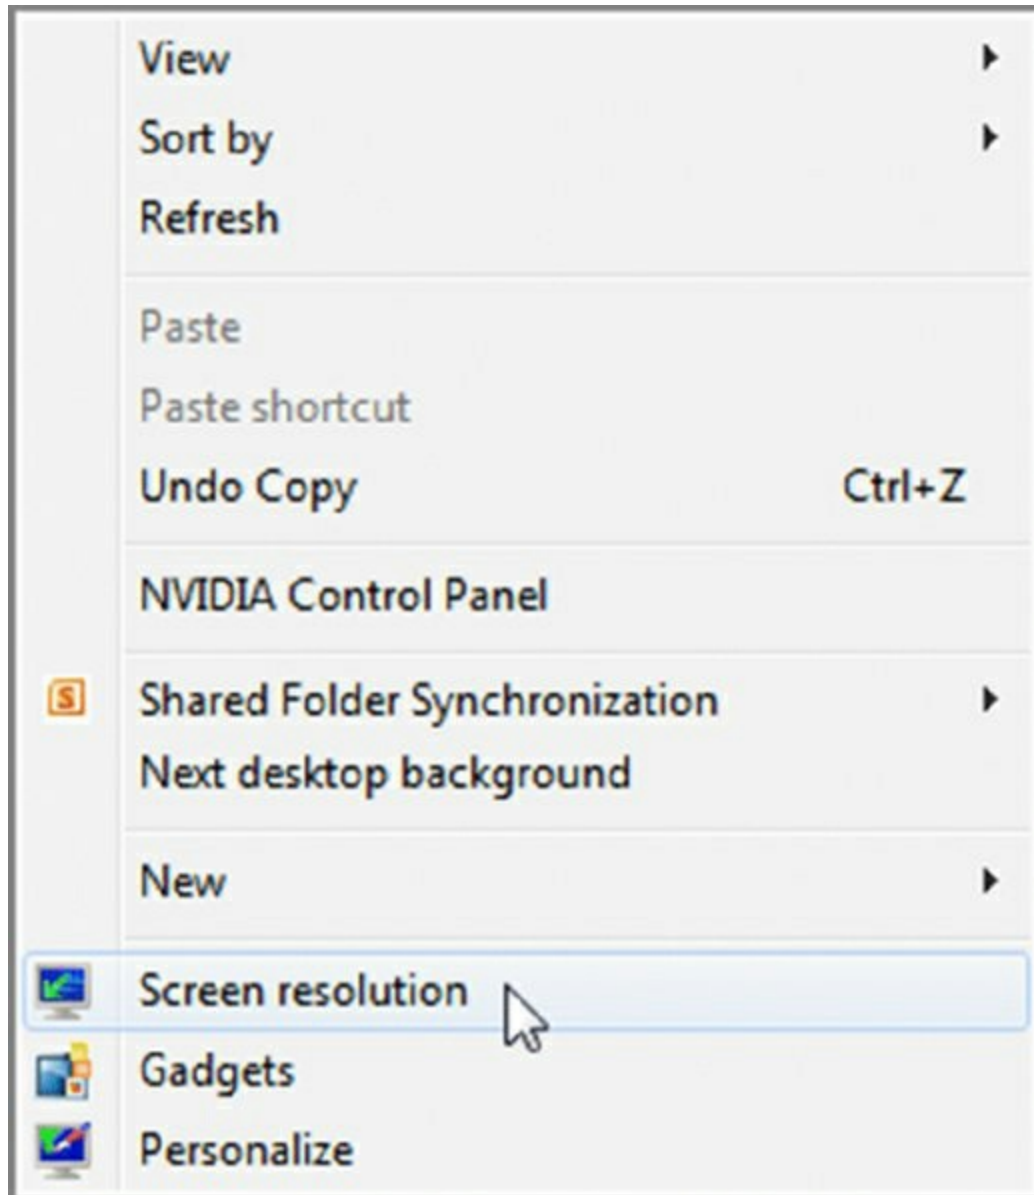 View
Sort by
Refresh
Paste
Paste shortcut
Undo Copy Ctrl+Z
NVIDIA Control Panel
S Shared Folder Synchronization
Next desktop background
New
Screen resolution
Gadgets
Personalize